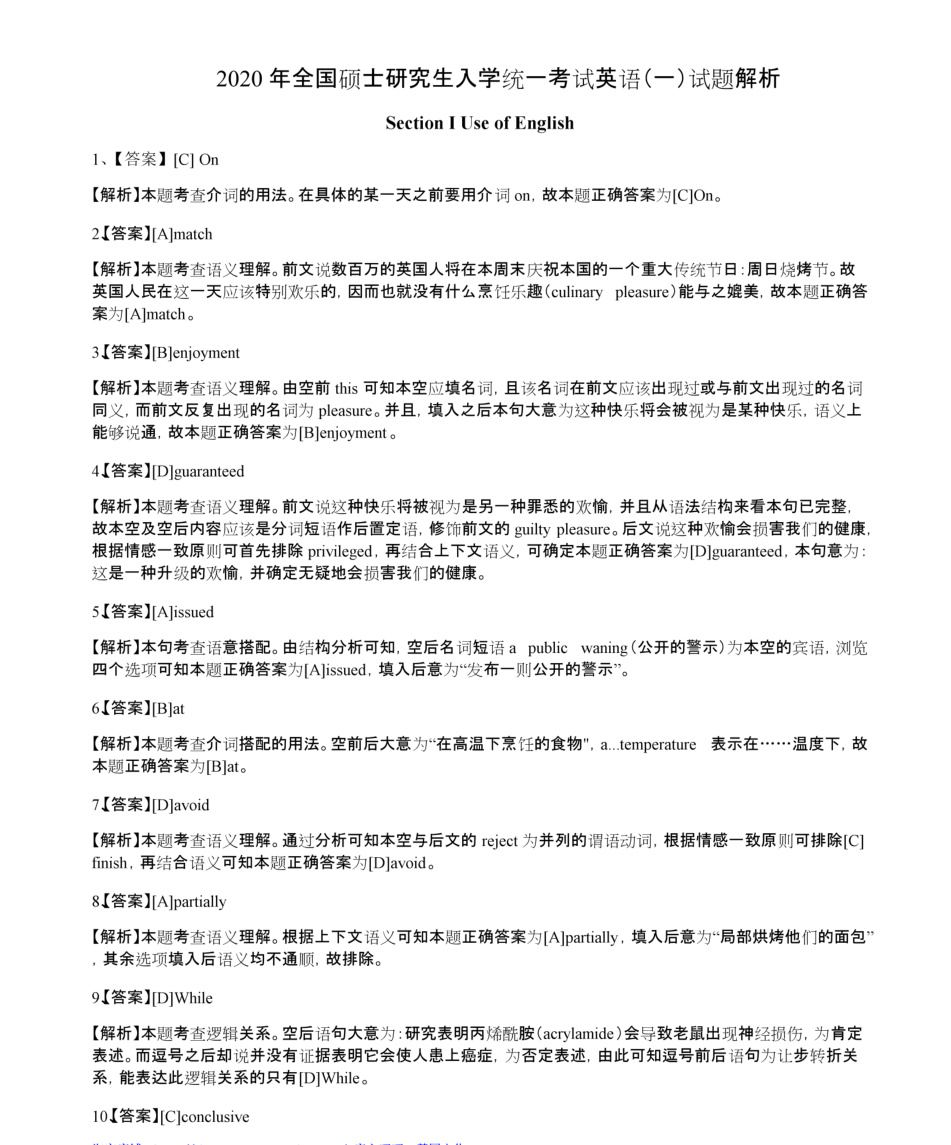 2020 年全国硕士研究生入学统一考试英语（一）试题解析
Section I Use of English
1、【答案】[C] On
【解析】本题考查介词的用法。在具体的某一天之前要用介词 on，故本题正确答案为[C]On。
2、【答案】[A]match
【解析】本题考查语义理解。前文说数百万的英国人将在本周末庆祝本国的一个重大传统节日：周日烧烤节。故
英国人民在这一天应该特别欢乐的，因而也就没有什么烹饪乐趣（culinary pleasure）能与之媲美，故本题正确答
案为[A]match。
3、【答案】[B]enjoyment
【解析】本题考查语义理解。由空前 this 可知本空应填名词，且该名词在前文应该出现过或与前文出现过的名词
同义，而前文反复出现的名词为 pleasure。并且，填入之后本句大意为这种快乐将会被视为是某种快乐，语义上
能够说通，故本题正确答案为[B]enjoyment。
4、【答案】[D]guaranteed
【解析】本题考查语义理解。前文说这种快乐将被视为是另一种罪悉的欢愉，并且从语法结构来看本句已完整，
故本空及空后内容应该是分词短语作后置定语，修饰前文的 guilty pleasure。后文说这种欢愉会损害我们的健康，
根据情感一致原则可首先排除 privileged，再结合上下文语义，可确定本题正确答案为[D]guaranteed，本句意为：
这是一种升级的欢愉，并确定无疑地会损害我们的健康。
5、【答案】[A]issued
【解析】本句考查语意搭配。由结构分析可知，空后名词短语 a public waning（公开的警示）为本空的宾语，浏览
四个选项可知本题正确答案为[A]issued，填入后意为“发布一则公开的警示”。
6、【答案】[B]at
【解析】本题考查介词搭配的用法。空前后大意为“在高温下烹饪的食物"，a...temperature 表示在……温度下，故
本题正确答案为[B]at。
7、【答案】[D]avoid
【解析】本题考查语义理解。通过分析可知本空与后文的 reject 为并列的谓语动词，根据情感一致原则可排除[C]
finish，再结合语义可知本题正确答案为[D]avoid。
8、【答案】[A]partially
【解析】本题考查语义理解。根据上下文语义可知本题正确答案为[A]partially，填入后意为“局部烘烤他们的面包”
，其余选项填入后语义均不通顺，故排除。
9、【答案】[D]While
【解析】本题考查逻辑关系。空后语句大意为：研究表明丙烯酰胺（acrylamide）会导致老鼠出现神经损伤，为肯定
表述。而逗号之后却说并没有证据表明它会使人患上癌症，为否定表述，由此可知逗号前后语句为让步转折关
系，能表达此逻辑关系的只有[D]While。
10、【答案】[C]conclusive